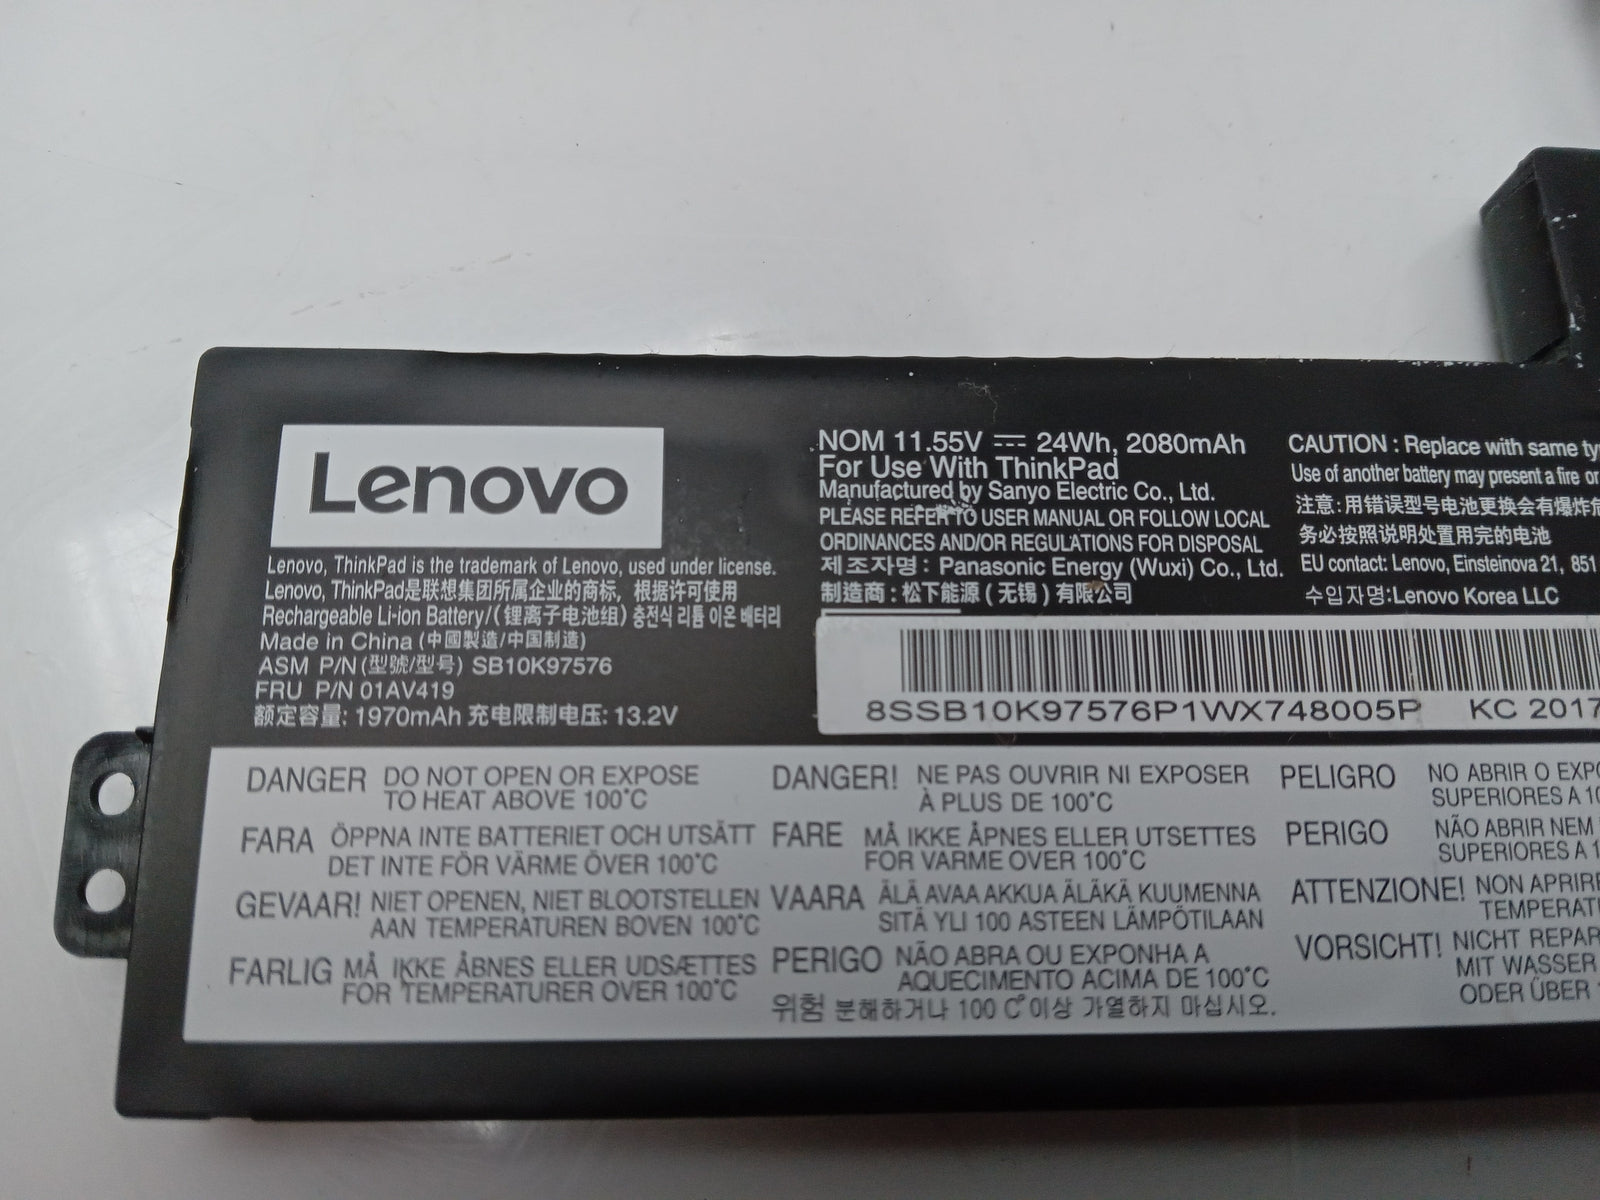 Lenovo
Lenovo, ThinkPad is the trademark of Lenovo, used under license.
Lenovo, ThinkPad是联想集团所属企业的商标，根据许可使用
Rechargeable Li-ion Battery/(锂离子电池组) 충전식 리튬 이온 배터리
Made in China (中國製造/中国制造)
ASM P/N (型號/型号) SB10K97576
FRU P/N 01AV419
额定容量: 1970mAh 充电限制电压: 13.2V
NOM 11.55V ⎓ 24Wh, 2080mAh
For Use With ThinkPad
Manufactured by Sanyo Electric Co., Ltd.
PLEASE REFER TO USER MANUAL OR FOLLOW LOCAL
ORDINANCES AND/OR REGULATIONS FOR DISPOSAL
제조자명: Panasonic Energy (Wuxi) Co., Ltd.
制造商: 松下能源 (无锡) 有限公司
CAUTION : Replace with same
Use of another battery may present a fire or
注意: 用错误型号电池更换会有爆炸
务必按照说明处置用完的电池
EU contact: Lenovo, Einsteinova 21, 851
수입자명:Lenovo Korea LLC
8SSB10K97576P1WX748005P KC 2017
DANGER DO NOT OPEN OR EXPOSE
TO HEAT ABOVE 100°C
FARA ÖPPNA INTE BATTERIET OCH UTSÄTT
DET INTE FÖR VÄRME ÖVER 100°C
GEVAAR! NIET OPENEN, NIET BLOOTSTELLEN
AAN TEMPERATUREN BOVEN 100°C
FARLIG MÅ IKKE ÅBNES ELLER UDSÆTTES
FOR TEMPERATURER OVER 100°C
DANGER! NE PAS OUVRIR NI EXPOSER
À PLUS DE 100°C
FARE MÅ IKKE ÅPNES ELLER UTSETTES
FOR VARME OVER 100°C
VAARA ÄLÄ AVAA AKKUA ÄLÄKÄ KUUMENNA
SITÄ YLI 100 ASTEEN LÄMPÖTILAAN
PERIGO NÃO ABRA OU EXPONHA A
AQUECIMENTO ACIMA DE 100°C
위험 분해하거나 100 C°이상 가열하지 마십시오.
PELIGRO NO ABRIR O
SUPERIORES A
PERIGO NÃO ABRIR NEM
SUPERIORES A
ATTENZIONE! NON APRIRE
VORSICHT! NICHT
MIT WASSER
ODER ÜBER